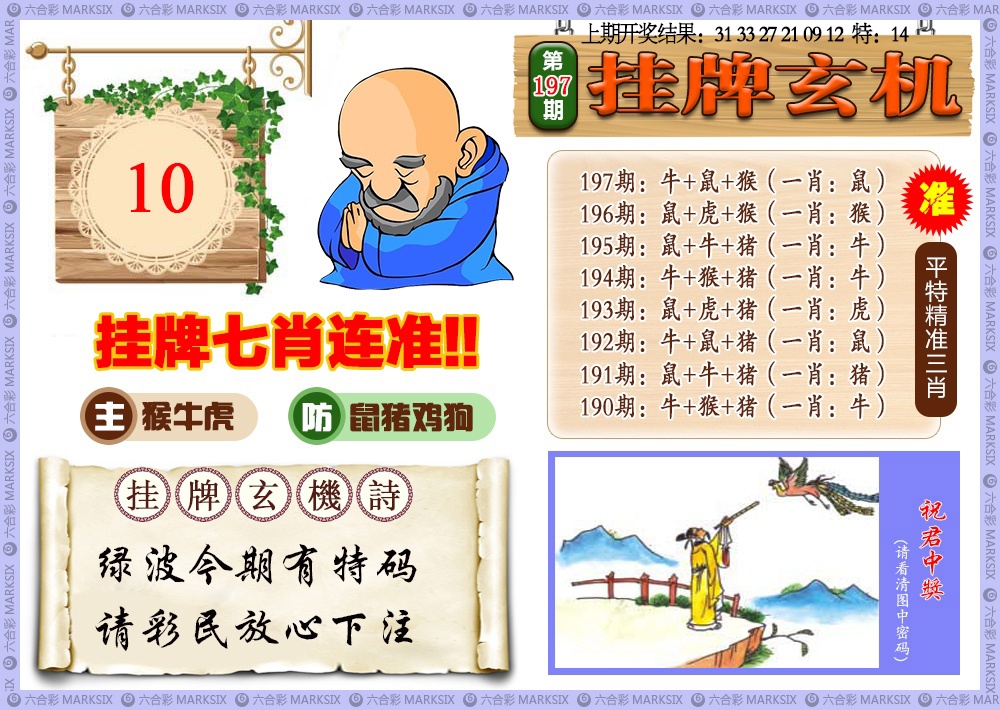 上期开奖结果：31 33 27 21 09 12 特：14
第197期
挂牌玄机
10
挂牌七肖连准!!
主 猴牛虎
防 鼠猪鸡狗
挂牌玄機詩
绿波今期有特码
请彩民放心下注
197期：牛+鼠+猴（一肖：鼠）
196期：鼠+虎+猴（一肖：猴）
195期：鼠+牛+猪（一肖：牛）
194期：牛+猴+猪（一肖：牛）
193期：鼠+虎+猪（一肖：虎）
192期：牛+鼠+猪（一肖：鼠）
191期：鼠+牛+猪（一肖：猪）
190期：牛+猴+猪（一肖：牛）
准
平特精准三肖
祝君中獎
（请看清图中密码）
六合彩 MARKSIX